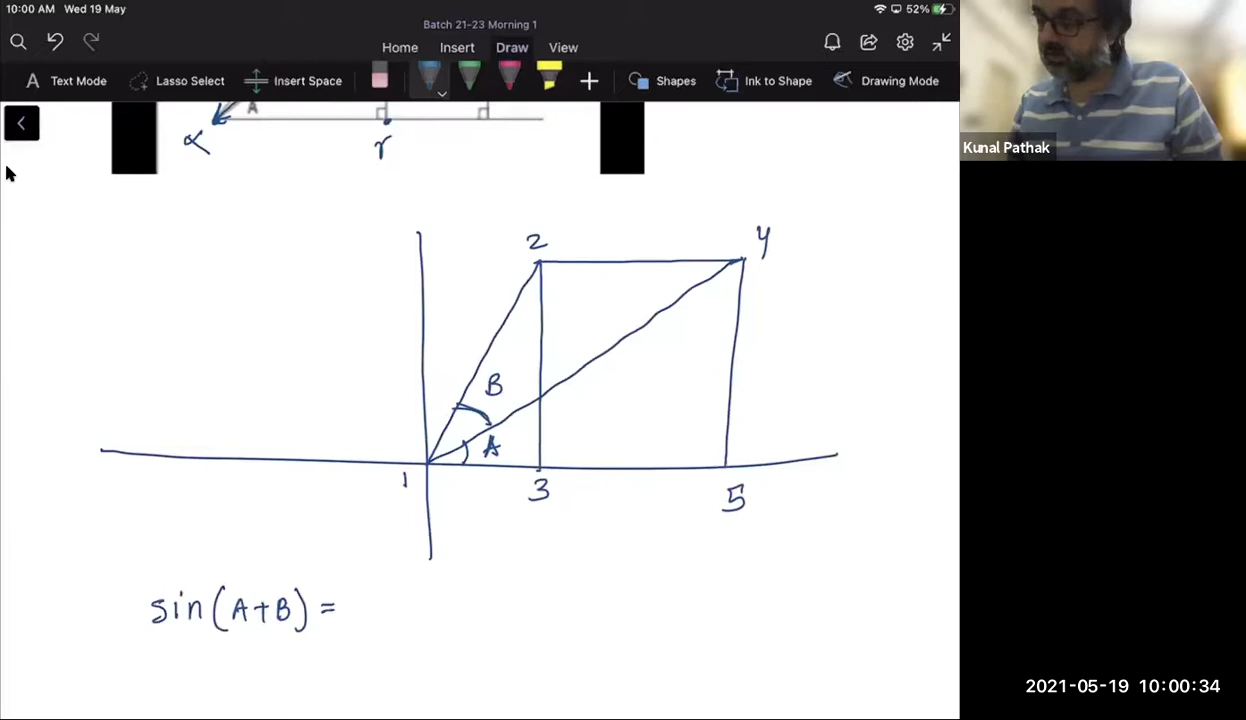 10:00 AM Wed 19 May
52%
Batch 21-23 Morning 1
Home Insert Draw View
Text Mode Lasso Select Insert Space Shapes Ink to Shape Drawing Mode
A
Kunal Pathak
α
r
2
4
B
A
1
3
5
sin(A+B) =
2021-05-19 10:00:34